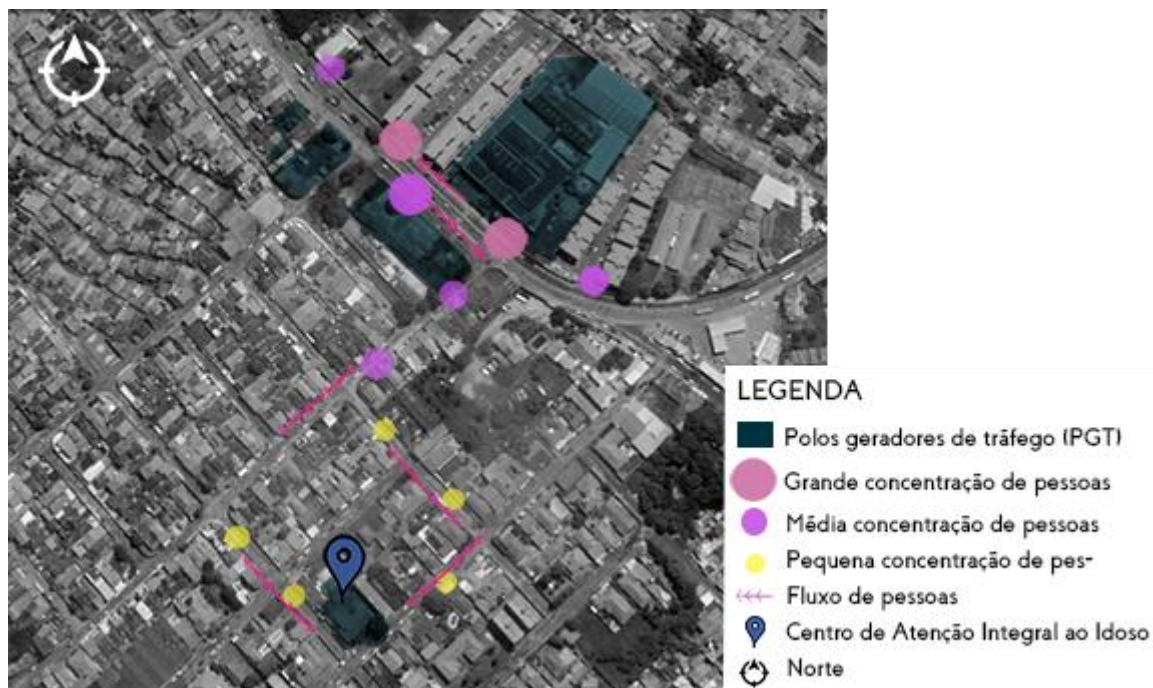 LEGENDA
Polos geradores de tráfego (PGT)
Grande concentração de pessoas
Média concentração de pessoas
Pequena concentração de pes-
Fluxo de pessoas
Centro de Atenção Integral ao Idoso
Norte